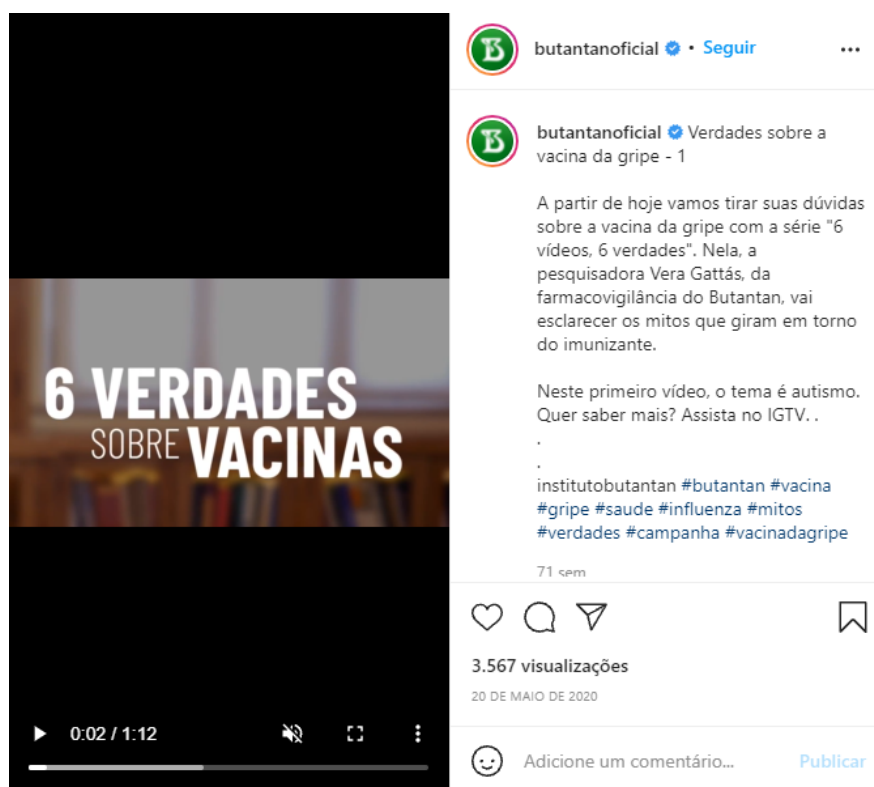 6 VERDADES
SOBRE VACINAS
0:02 / 1:12
butantanoficial • Seguir
butantanoficial Verdades sobre a
vacina da gripe - 1
A partir de hoje vamos tirar suas dúvidas
sobre a vacina da gripe com a série "6
vídeos, 6 verdades". Nela, a
pesquisadora Vera Gattás, da
farmacovigilância do Butantan, vai
esclarecer os mitos que giram em torno
do imunizante.
Neste primeiro vídeo, o tema é autismo.
Quer saber mais? Assista no IGTV. .
.
.
institutobutantan #butantan #vacina
#gripe #saude #influenza #mitos
#verdades #campanha #vacinadagripe
71 sem
3.567 visualizações
20 DE MAIO DE 2020
Adicione um comentário... Publicar